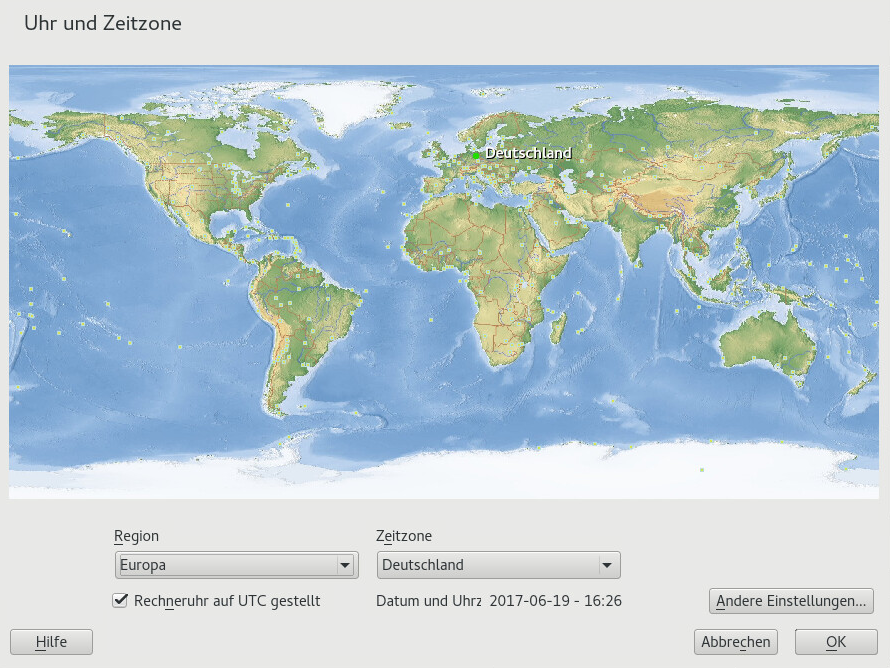 Uhr und Zeitzone
Deutschland
Region
Zeitzone
Europa
Deutschland
Rechneruhr auf UTC gestellt
Datum und Uhrz 2017-06-19 - 16:26
Andere Einstellungen...
Hilfe
Abbrechen
OK